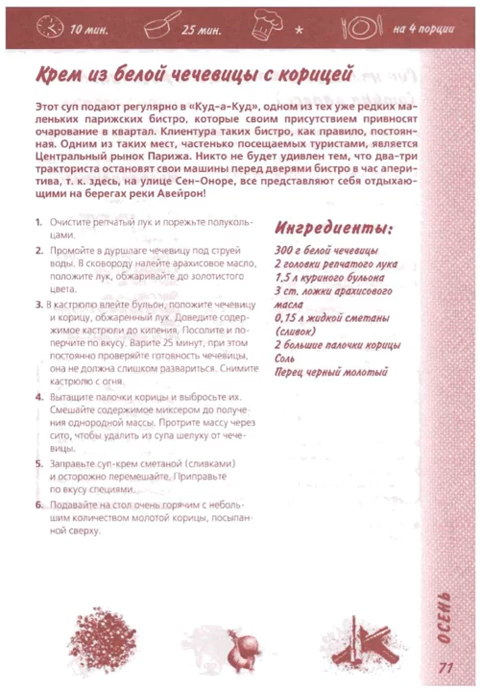 10 мин.
25 мин.
*
на 4 порции
Крем из белой чечевицы с корицей
Этот суп подают регулярно в «Куд-а-Куд», одном из тех уже редких ма-
леньких парижских бистро, которые своим присутствием привносят
очарование в квартал. Клиентура таких бистро, как правило, постоян-
ная. Одним из таких мест, частенько посещаемых туристами, является
Центральный рынок Парижа. Никто не будет удивлен тем, что два-три
тракториста остановят свои машины перед дверями бистро в час апери-
тива, т. к. здесь, на улице Сен-Оноре, все представляют себя отдыхаю-
щими на берегах реки Авейрон!
1. Очистите репчатый лук и порежьте полуколь-
цами.
2. Промойте в дуршлаге чечевицу под струей
воды. В сковороду налейте арахисовое масло,
положите лук, обжаривайте до золотистого
цвета.
3. В кастрюлю влейте бульон, положите чечевицу
и корицу, обжаренный лук. Доведите содер-
жимое кастрюли до кипения. Посолите и по-
перчите по вкусу. Варите 25 минут, при этом
постоянно проверяйте готовность чечевицы,
она не должна слишком развариться. Снимите
кастрюлю с огня.
4. Вытащите палочки корицы и выбросьте их.
Смешайте содержимое миксером до получе-
ния однородной массы. Протрите массу через
сито, чтобы удалить из супа шелуху от чече-
вицы.
5. Заправьте суп-крем сметаной (сливками)
и осторожно перемешайте. Приправьте
по вкусу специями.
6. Подавайте на стол очень горячим с неболь-
шим количеством молотой корицы, посыпан-
ной сверху.
Ингредиенты:
300 г белой чечевицы
2 головки репчатого лука
1,5 л куриного бульона
3 ст. ложки арахисового
масла
0,15 л жидкой сметаны
(сливок)
2 большие палочки корицы
Соль
Перец черный молотый
ОСЕНЬ
71